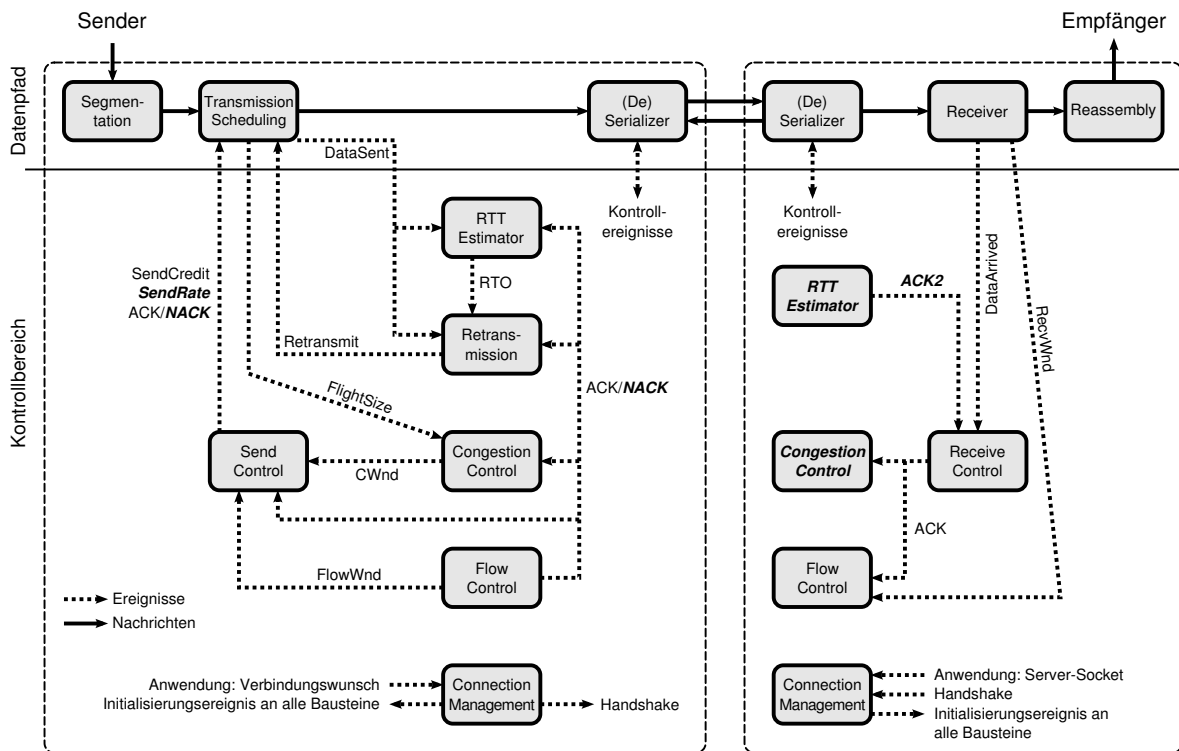 Sender
Empfänger
Datenpfad
Segmen-
tation
Transmission
Scheduling
(De)
Serializer
(De)
Serializer
Receiver
Reassembly
DataSent
Kontroll-
ereignisse
Kontroll-
ereignisse
Kontrollbereich
RTT
Estimator
RTO
SendCredit
SendRate
ACK/NACK
Retransmit
Retrans-
mission
FlightSize
ACK/NACK
Send
Control
CWnd
Congestion
Control
FlowWnd
Flow
Control
RTT
Estimator
ACK2
DataArrived
RecvWnd
Congestion
Control
Receive
Control
ACK
Flow
Control
Ereignisse
Nachrichten
Anwendung: Verbindungswunsch
Initialisierungsereignis an alle Bausteine
Connection
Management
Handshake
Connection
Management
Anwendung: Server-Socket
Handshake
Initialisierungsereignis an
alle Bausteine